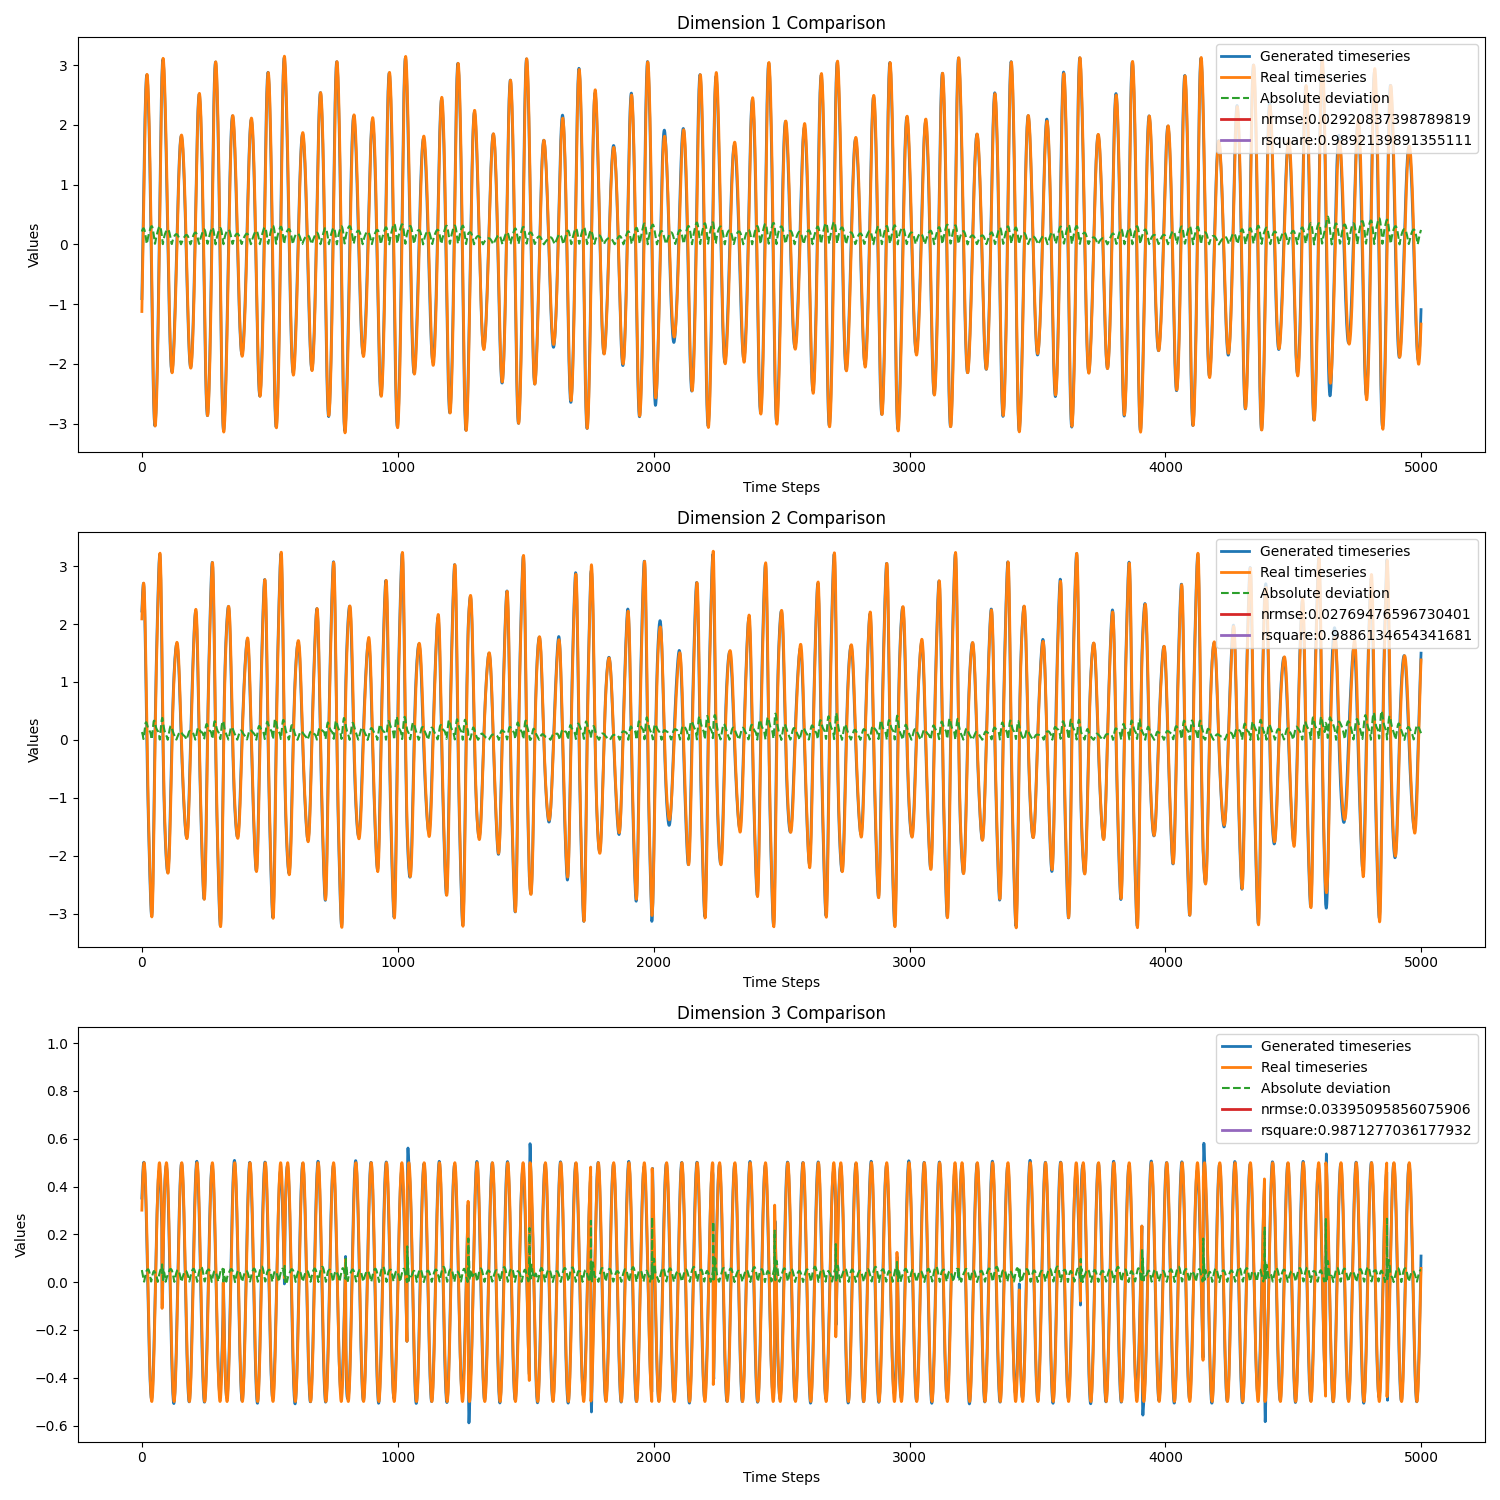 Dimension 1 Comparison
Values
3
2
1
0
−1
−2
−3
Generated timeseries
Real timeseries
Absolute deviation
nrmse:0.02920837398789819
rsquare:0.9892139891355111
0
1000
2000
3000
4000
5000
Time Steps
Dimension 2 Comparison
Values
3
2
1
0
−1
−2
−3
Generated timeseries
Real timeseries
Absolute deviation
nrmse:0.02769476596730401
rsquare:0.9886134654341681
0
1000
2000
3000
4000
5000
Time Steps
Dimension 3 Comparison
Values
1.0
0.8
0.6
0.4
0.2
0.0
−0.2
−0.4
−0.6
Generated timeseries
Real timeseries
Absolute deviation
nrmse:0.03395095856075906
rsquare:0.9871277036177932
0
1000
2000
3000
4000
5000
Time Steps